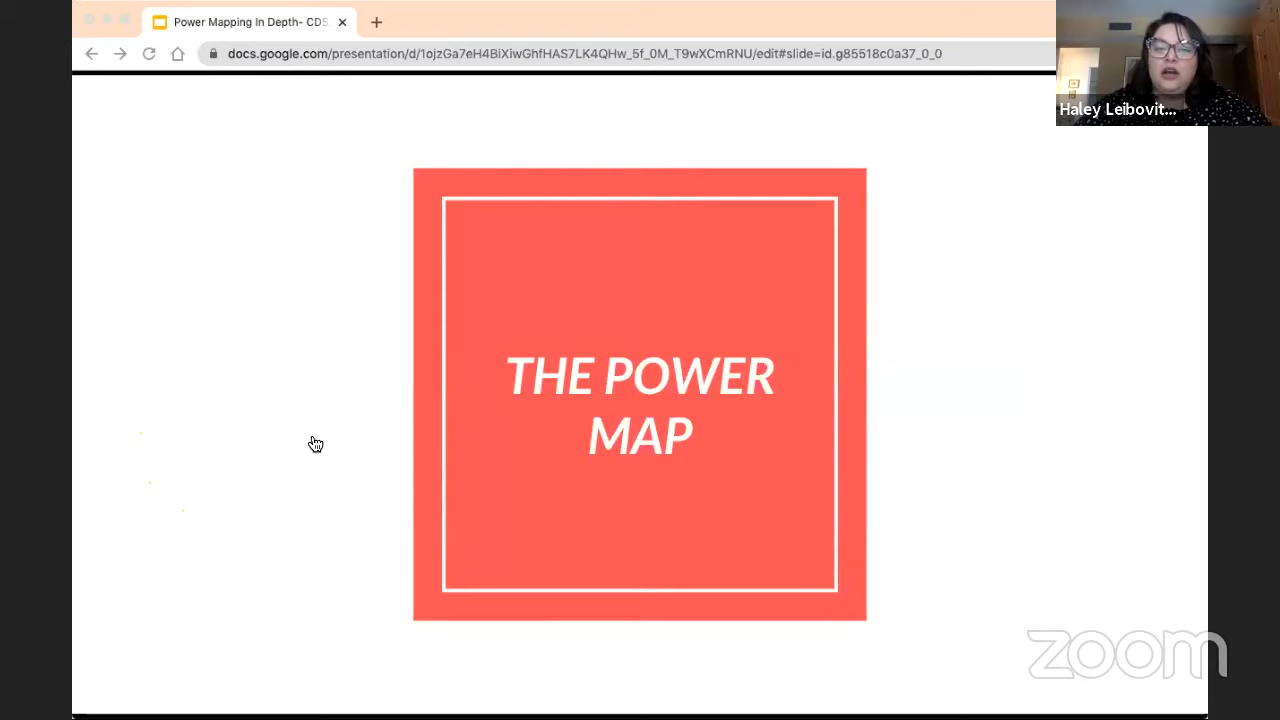 Power Mapping In Depth- CDS
docs.google.com/presentation/d/1ojzGa7eH4BiXiwGhfHAS7LK4QHw_5f_0M_T9wXCmRNU/edit#slide=id.g85518c0a37_0_0
Haley Leibovit...
THE POWER
MAP
zoom